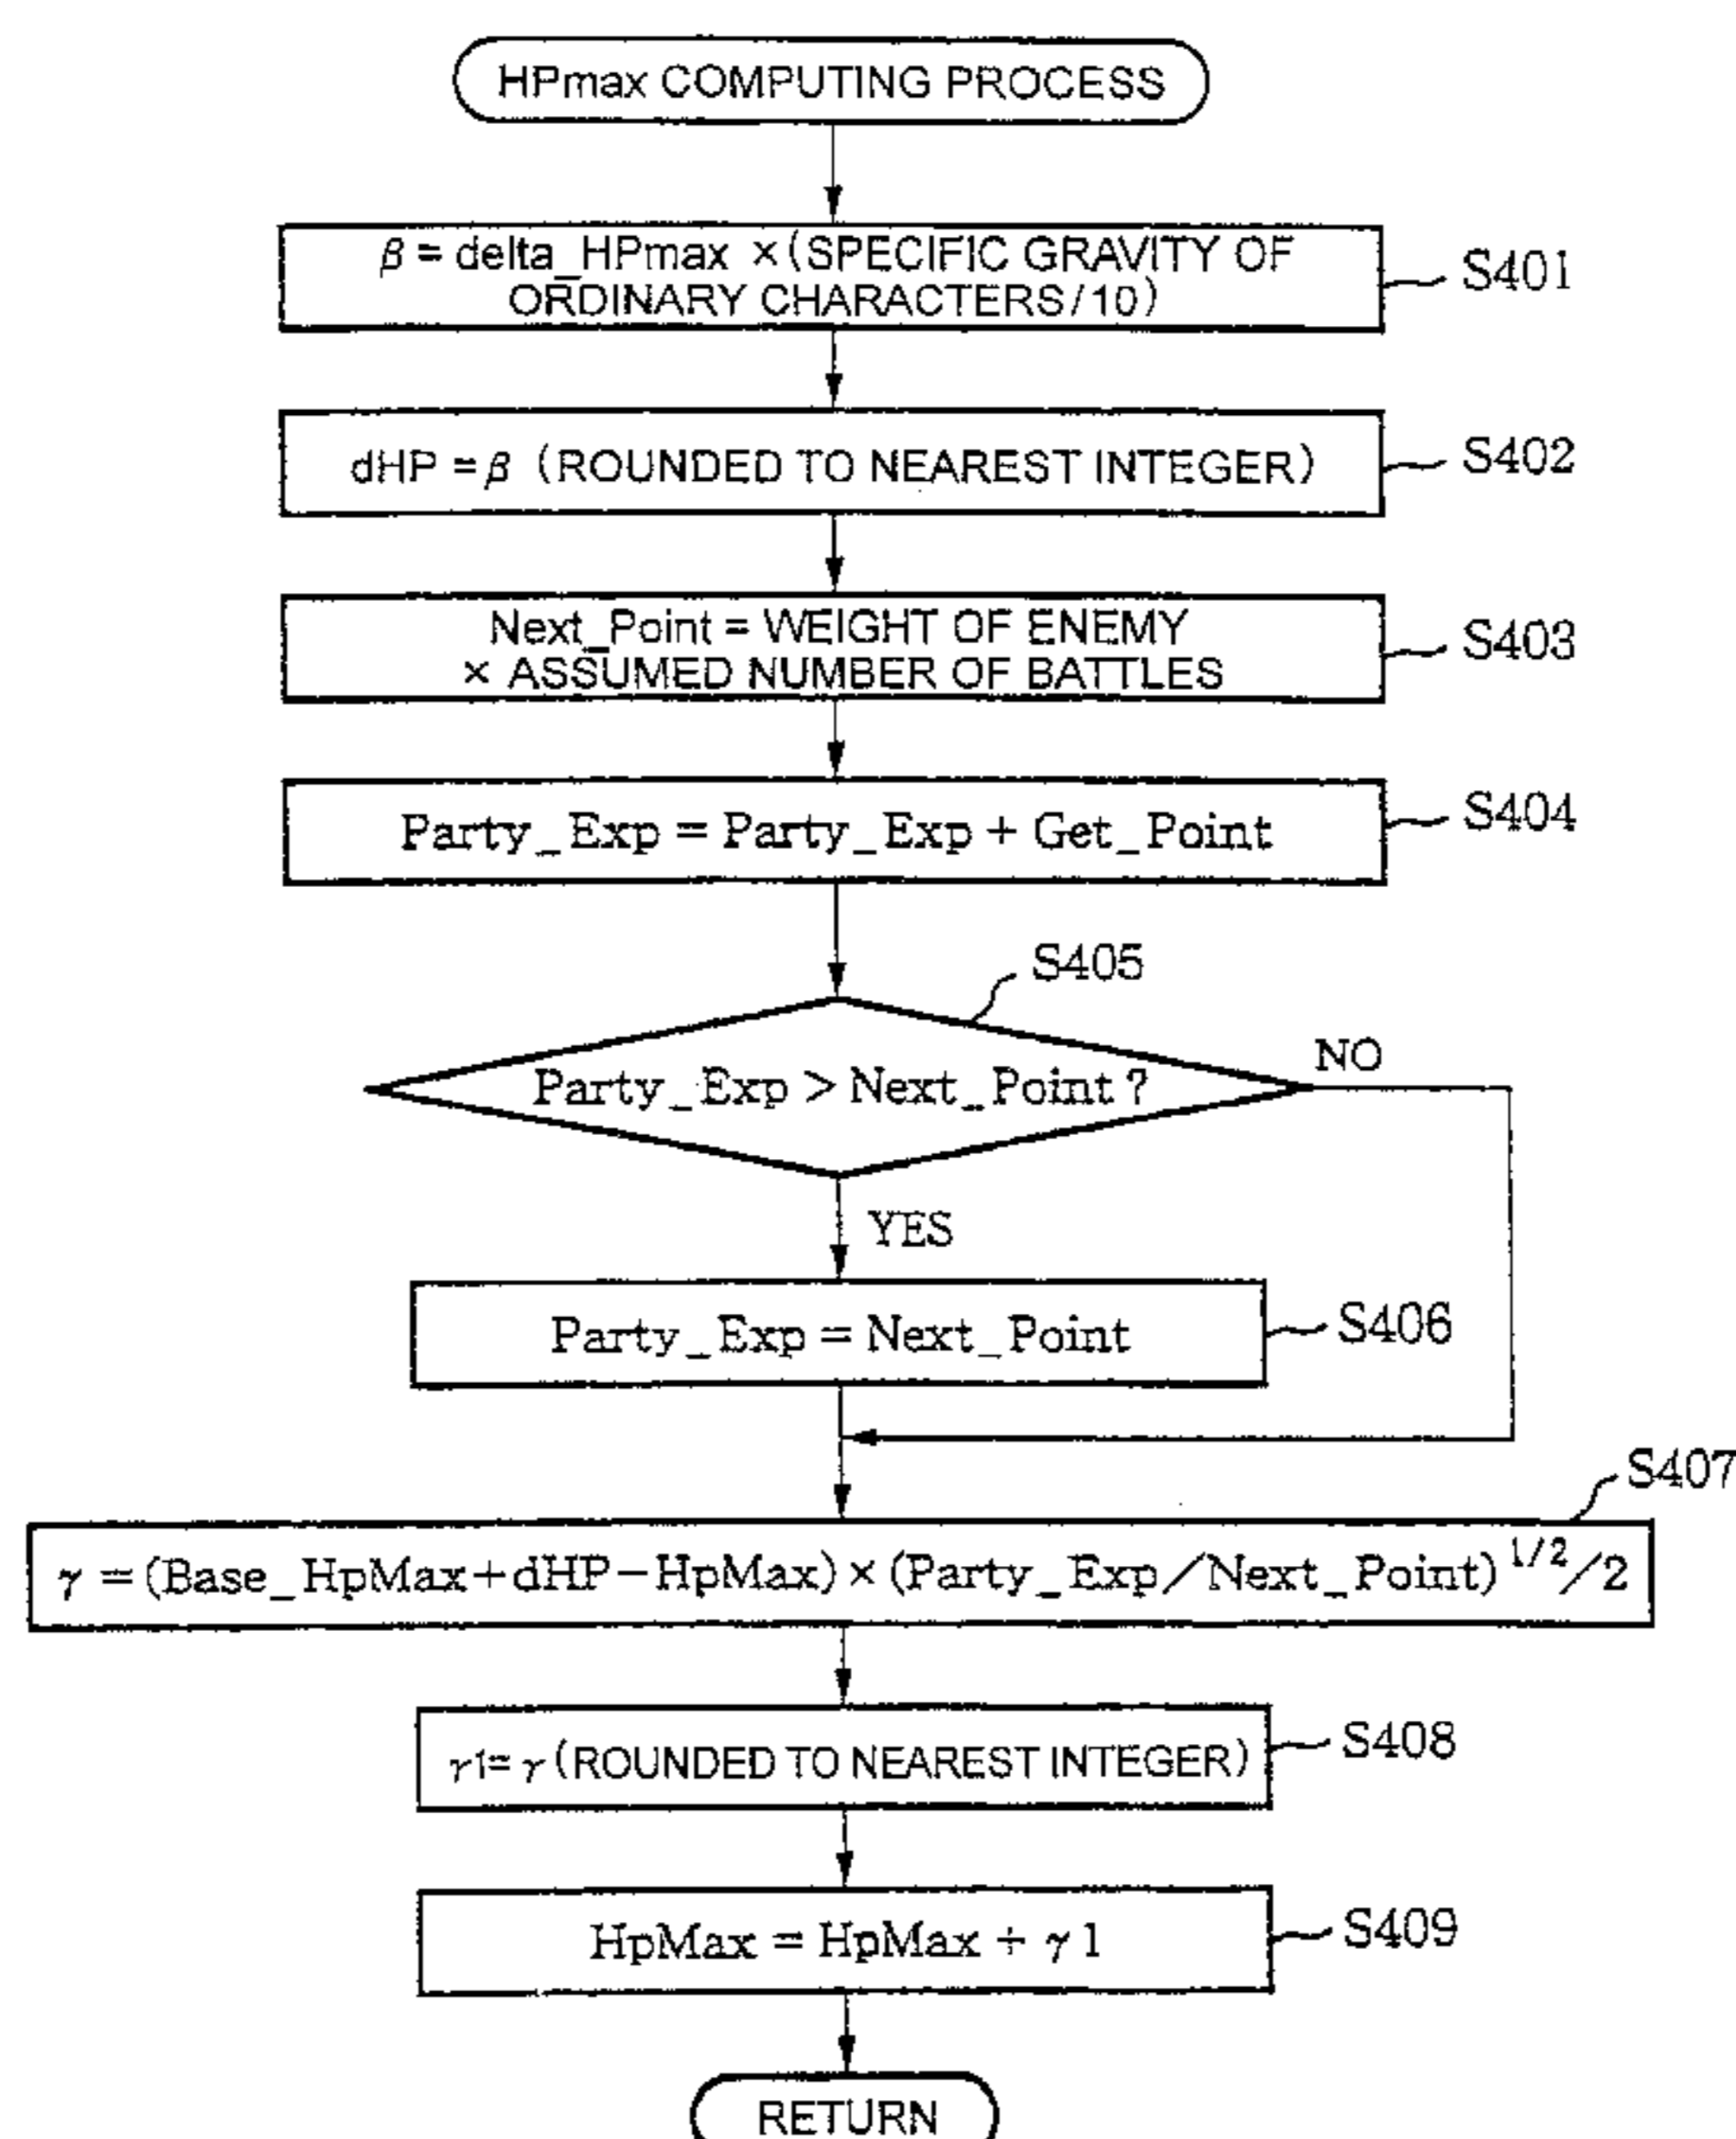 HPmax COMPUTING PROCESS
β = delta_HPmax × (SPECIFIC GRAVITY OF
ORDINARY CHARACTERS/10)
S401
dHP = β (ROUNDED TO NEAREST INTEGER)
S402
Next_Point = WEIGHT OF ENEMY
× ASSUMED NUMBER OF BATTLES
S403
Party_Exp = Party_Exp + Get_Point
S404
S405
Party_Exp > Next_Point ?
NO
YES
Party_Exp = Next_Point
S406
S407
γ = (Base_HpMax+dHP−HpMax) × (Party_Exp/Next_Point)^1/2/2
γ1= γ (ROUNDED TO NEAREST INTEGER)
S408
HpMax = HpMax + γ1
S409
RETURN